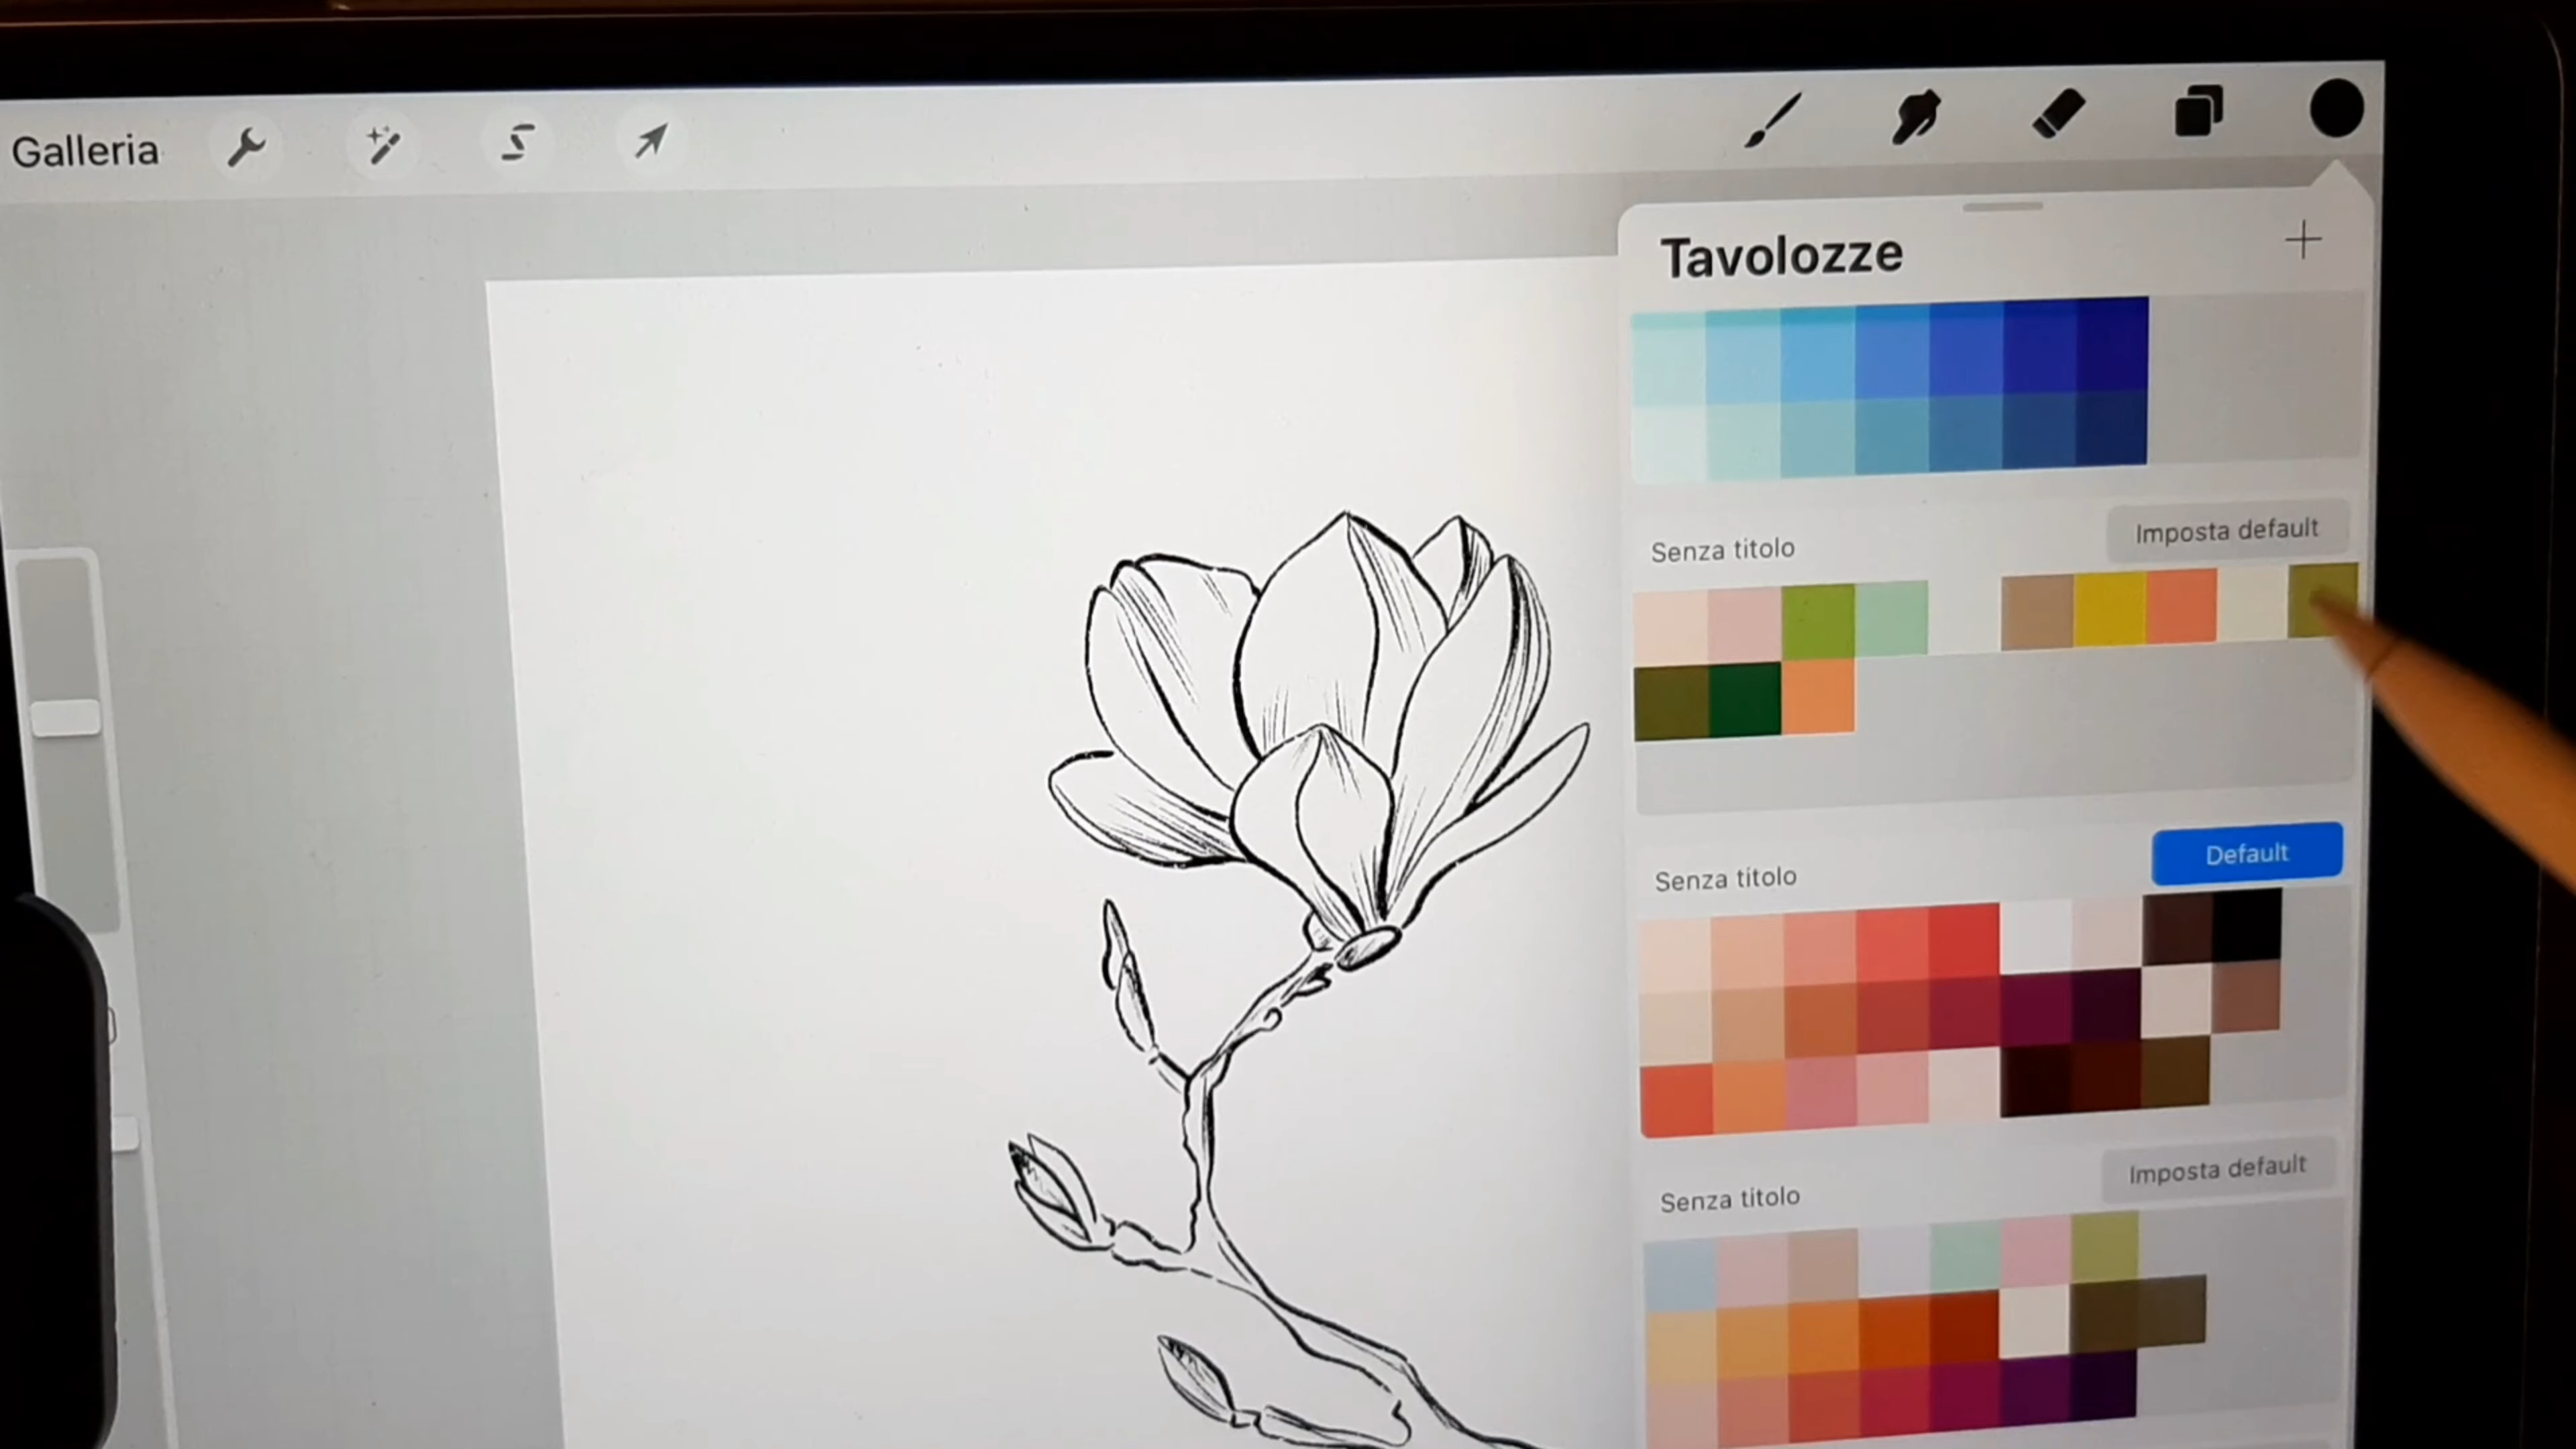 Galleria
Tavolozze
Senza titolo
Imposta default
Senza titolo
Default
Senza titolo
Imposta default